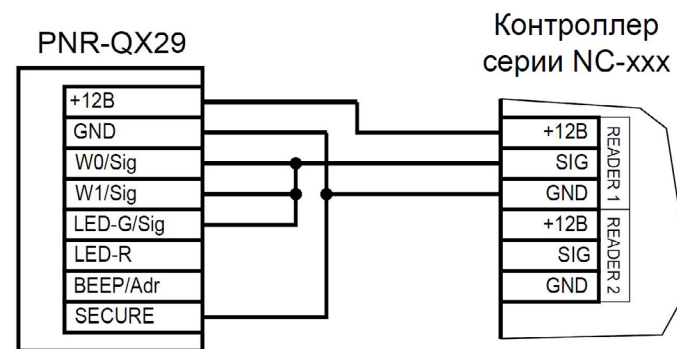 PNR-QX29
+12В
GND
W0/Sig
W1/Sig
LED-G/Sig
LED-R
BEEP/Adr
SECURE
Контроллер
серии NC-xxx
+12В
SIG
GND
READER 1
+12В
SIG
GND
READER 2